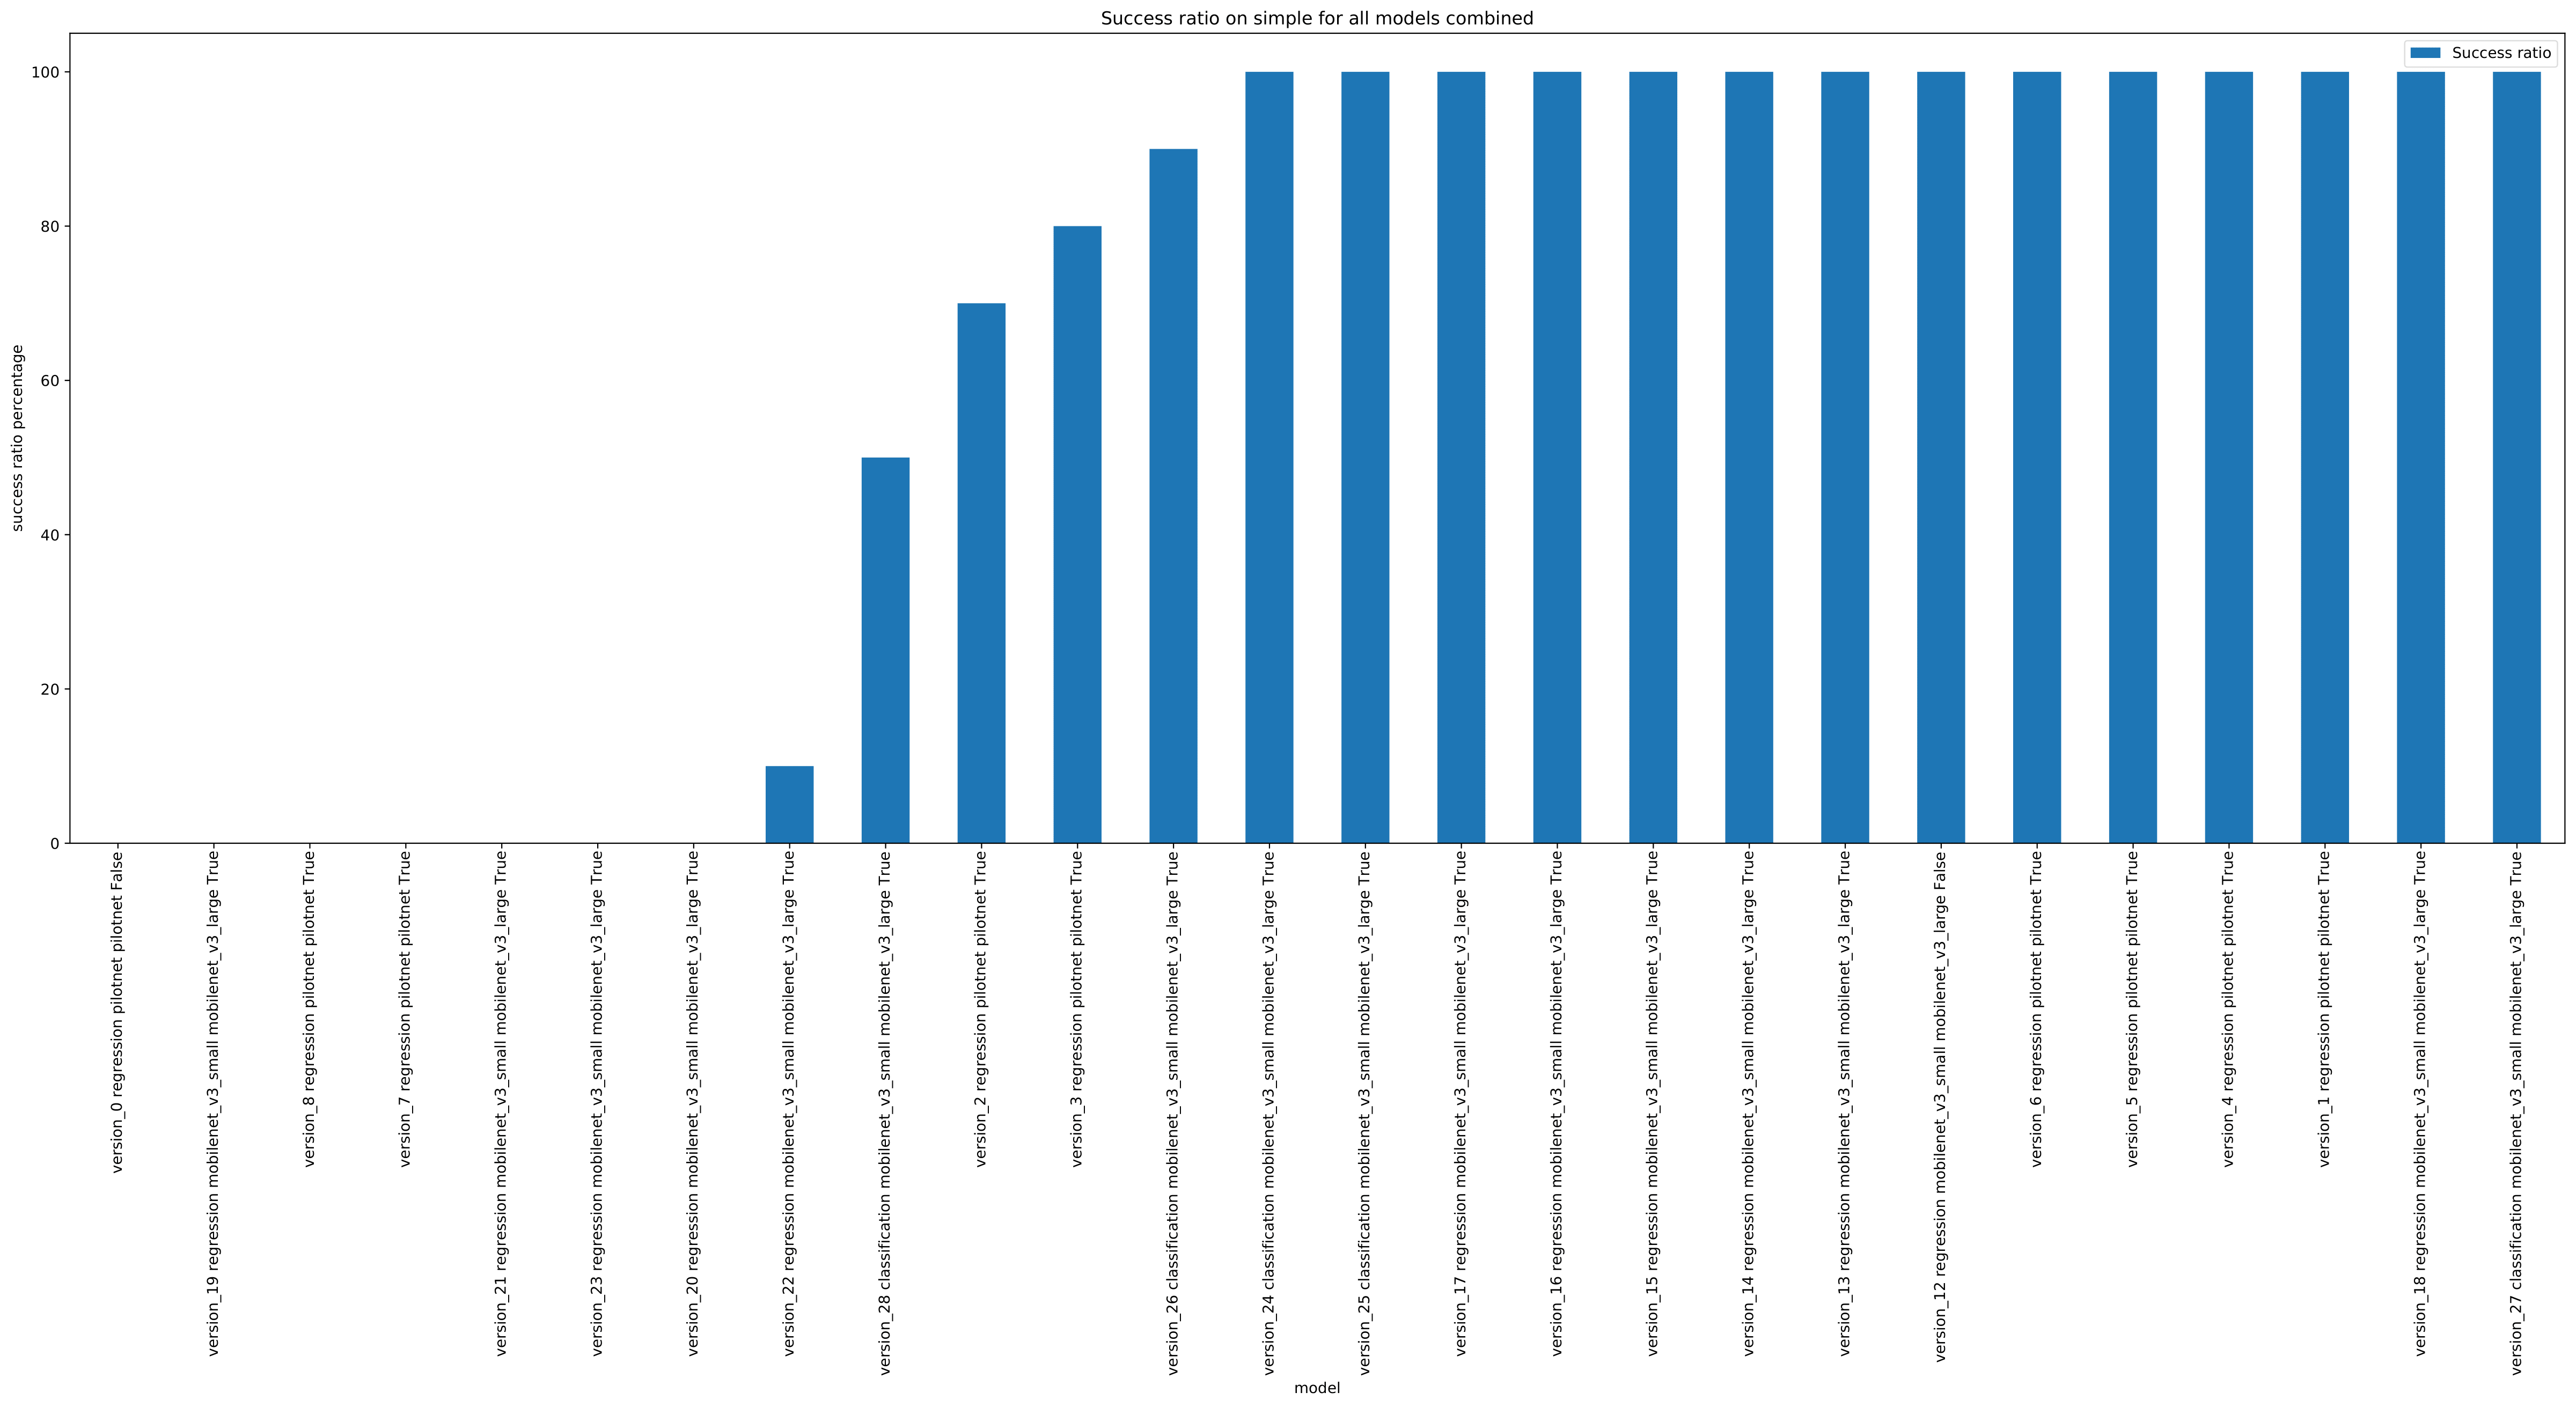 Success ratio on simple for all models combined
Success ratio
success ratio percentage
100
80
60
40
20
0
version_0 regression pilotnet pilotnet False
version_19 regression mobilenet_v3_small mobilenet_v3_large True
version_8 regression pilotnet pilotnet True
version_7 regression pilotnet pilotnet True
version_21 regression mobilenet_v3_small mobilenet_v3_large True
version_23 regression mobilenet_v3_small mobilenet_v3_large True
version_20 regression mobilenet_v3_small mobilenet_v3_large True
version_22 regression mobilenet_v3_small mobilenet_v3_large True
version_28 classification mobilenet_v3_small mobilenet_v3_large True
version_2 regression pilotnet pilotnet True
version_3 regression pilotnet pilotnet True
version_26 classification mobilenet_v3_small mobilenet_v3_large True
version_24 classification mobilenet_v3_small mobilenet_v3_large True
version_25 classification mobilenet_v3_small mobilenet_v3_large True
version_17 regression mobilenet_v3_small mobilenet_v3_large True
version_16 regression mobilenet_v3_small mobilenet_v3_large True
version_15 regression mobilenet_v3_small mobilenet_v3_large True
version_14 regression mobilenet_v3_small mobilenet_v3_large True
version_13 regression mobilenet_v3_small mobilenet_v3_large True
version_12 regression mobilenet_v3_small mobilenet_v3_large False
version_6 regression pilotnet pilotnet True
version_5 regression pilotnet pilotnet True
version_4 regression pilotnet pilotnet True
version_1 regression pilotnet pilotnet True
version_18 regression mobilenet_v3_small mobilenet_v3_large True
version_27 classification mobilenet_v3_small mobilenet_v3_large True
model